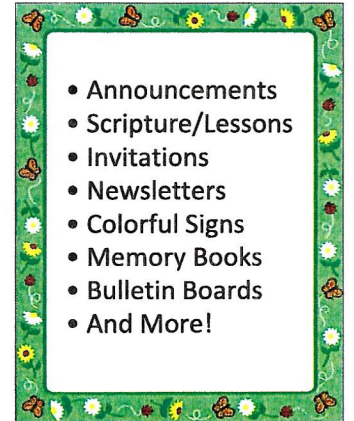 • Announcements
• Scripture/Lessons
• Invitations
• Newsletters
• Colorful Signs
• Memory Books
• Bulletin Boards
• And More!